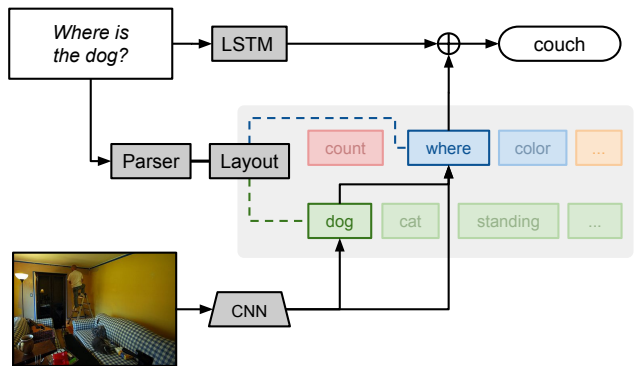 Where is
the dog?
LSTM
couch
count
where
color
...
Parser
Layout
dog
cat
standing
...
CNN